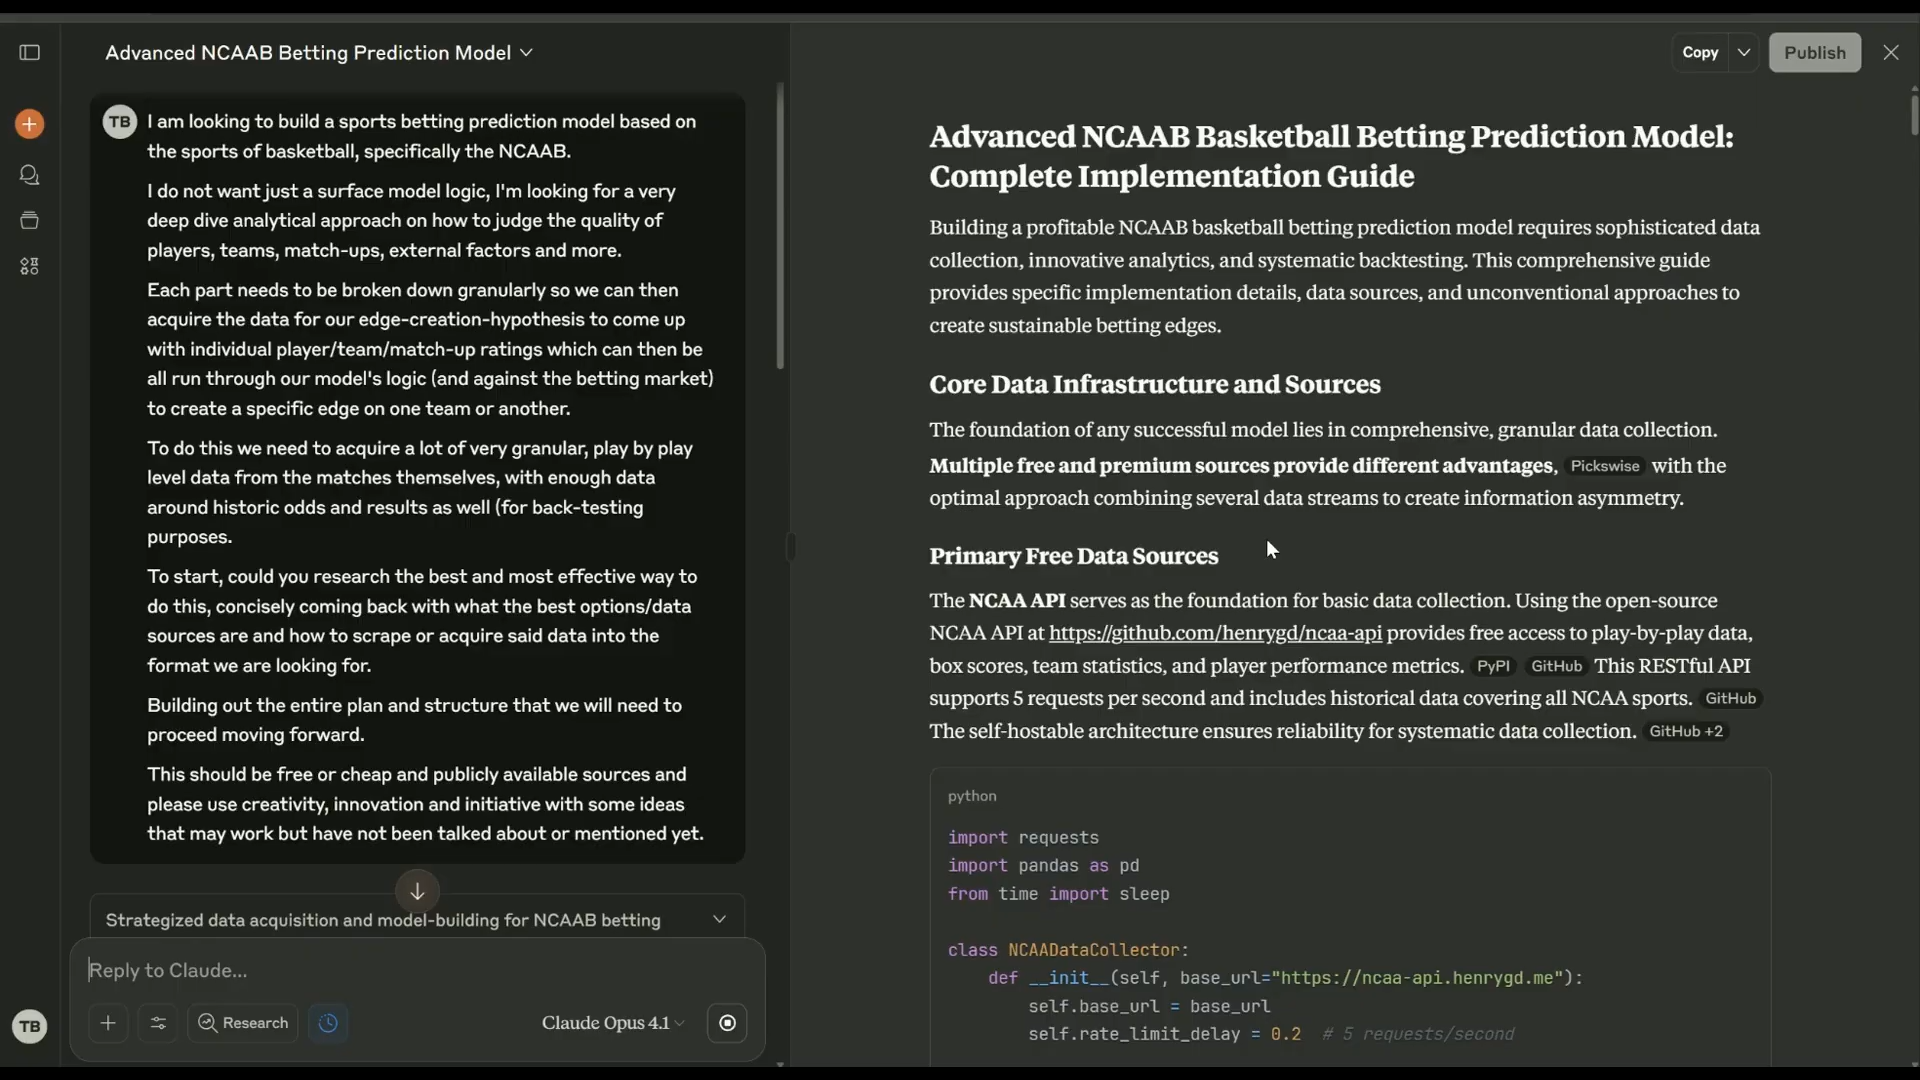 Advanced NCAAB Betting Prediction Model
TB
I am looking to build a sports betting prediction model based on
the sports of basketball, specifically the NCAAB.
I do not want just a surface model logic, I'm looking for a very
deep dive analytical approach on how to judge the quality of
players, teams, match-ups, external factors and more.
Each part needs to be broken down granularly so we can then
acquire the data for our edge-creation-hypothesis to come up
with individual player/team/match-up ratings which can then be
all run through our model's logic (and against the betting market)
to create a specific edge on one team or another.
To do this we need to acquire a lot of very granular, play by play
level data from the matches themselves, with enough data
around historic odds and results as well (for back-testing
purposes.
To start, could you research the best and most effective way to
do this, concisely coming back with what the best options/data
sources are and how to scrape or acquire said data into the
format we are looking for.
Building out the entire plan and structure that we will need to
proceed moving forward.
This should be free or cheap and publicly available sources and
please use creativity, innovation and initiative with some ideas
that may work but have not been talked about or mentioned yet.
Strategized data acquisition and model-building for NCAAB betting
Reply to Claude...
Research
Claude Opus 4.1
TB
Copy
Publish
Advanced NCAAB Basketball Betting Prediction Model:
Complete Implementation Guide
Building a profitable NCAAB basketball betting prediction model requires sophisticated data
collection, innovative analytics, and systematic backtesting. This comprehensive guide
provides specific implementation details, data sources, and unconventional approaches to
create sustainable betting edges.
Core Data Infrastructure and Sources
The foundation of any successful model lies in comprehensive, granular data collection.
Multiple free and premium sources provide different advantages, Pickswise with the
optimal approach combining several data streams to create information asymmetry.
Primary Free Data Sources
The NCAA API serves as the foundation for basic data collection. Using the open-source
NCAA API at https://github.com/henrygd/ncaa-api provides free access to play-by-play data,
box scores, team statistics, and player performance metrics. PyPI GitHub This RESTful API
supports 5 requests per second and includes historical data covering all NCAA sports. GitHub
The self-hostable architecture ensures reliability for systematic data collection. GitHub +2
python
import requests
import pandas as pd
from time import sleep
class NCAADataCollector:
def __init__(self, base_url="https://ncaa-api.henrygd.me"):
self.base_url = base_url
self.rate_limit_delay = 0.2 # 5 requests/second